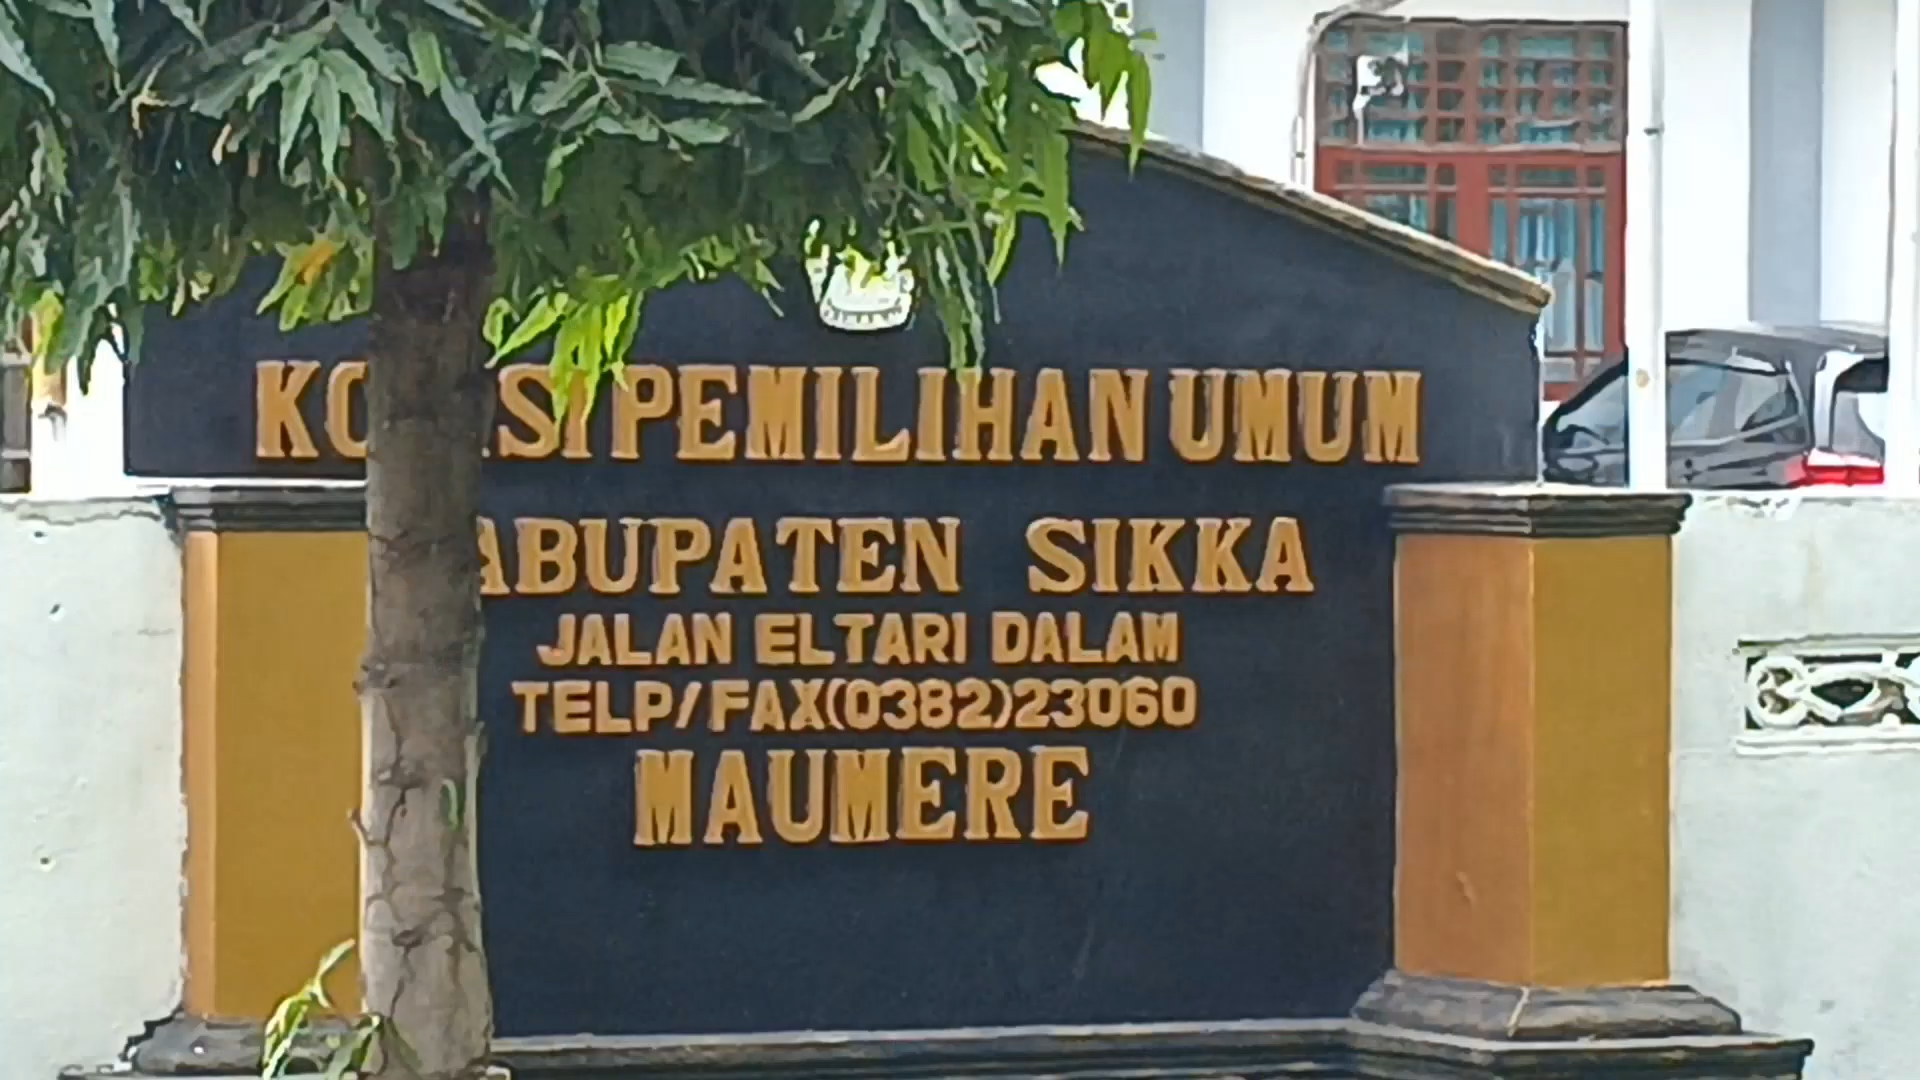 KOMISI PEMILIHAN UMUM
KABUPATEN SIKKA
JALAN ELTARI DALAM
TELP/FAX(0382)23060
MAUMERE